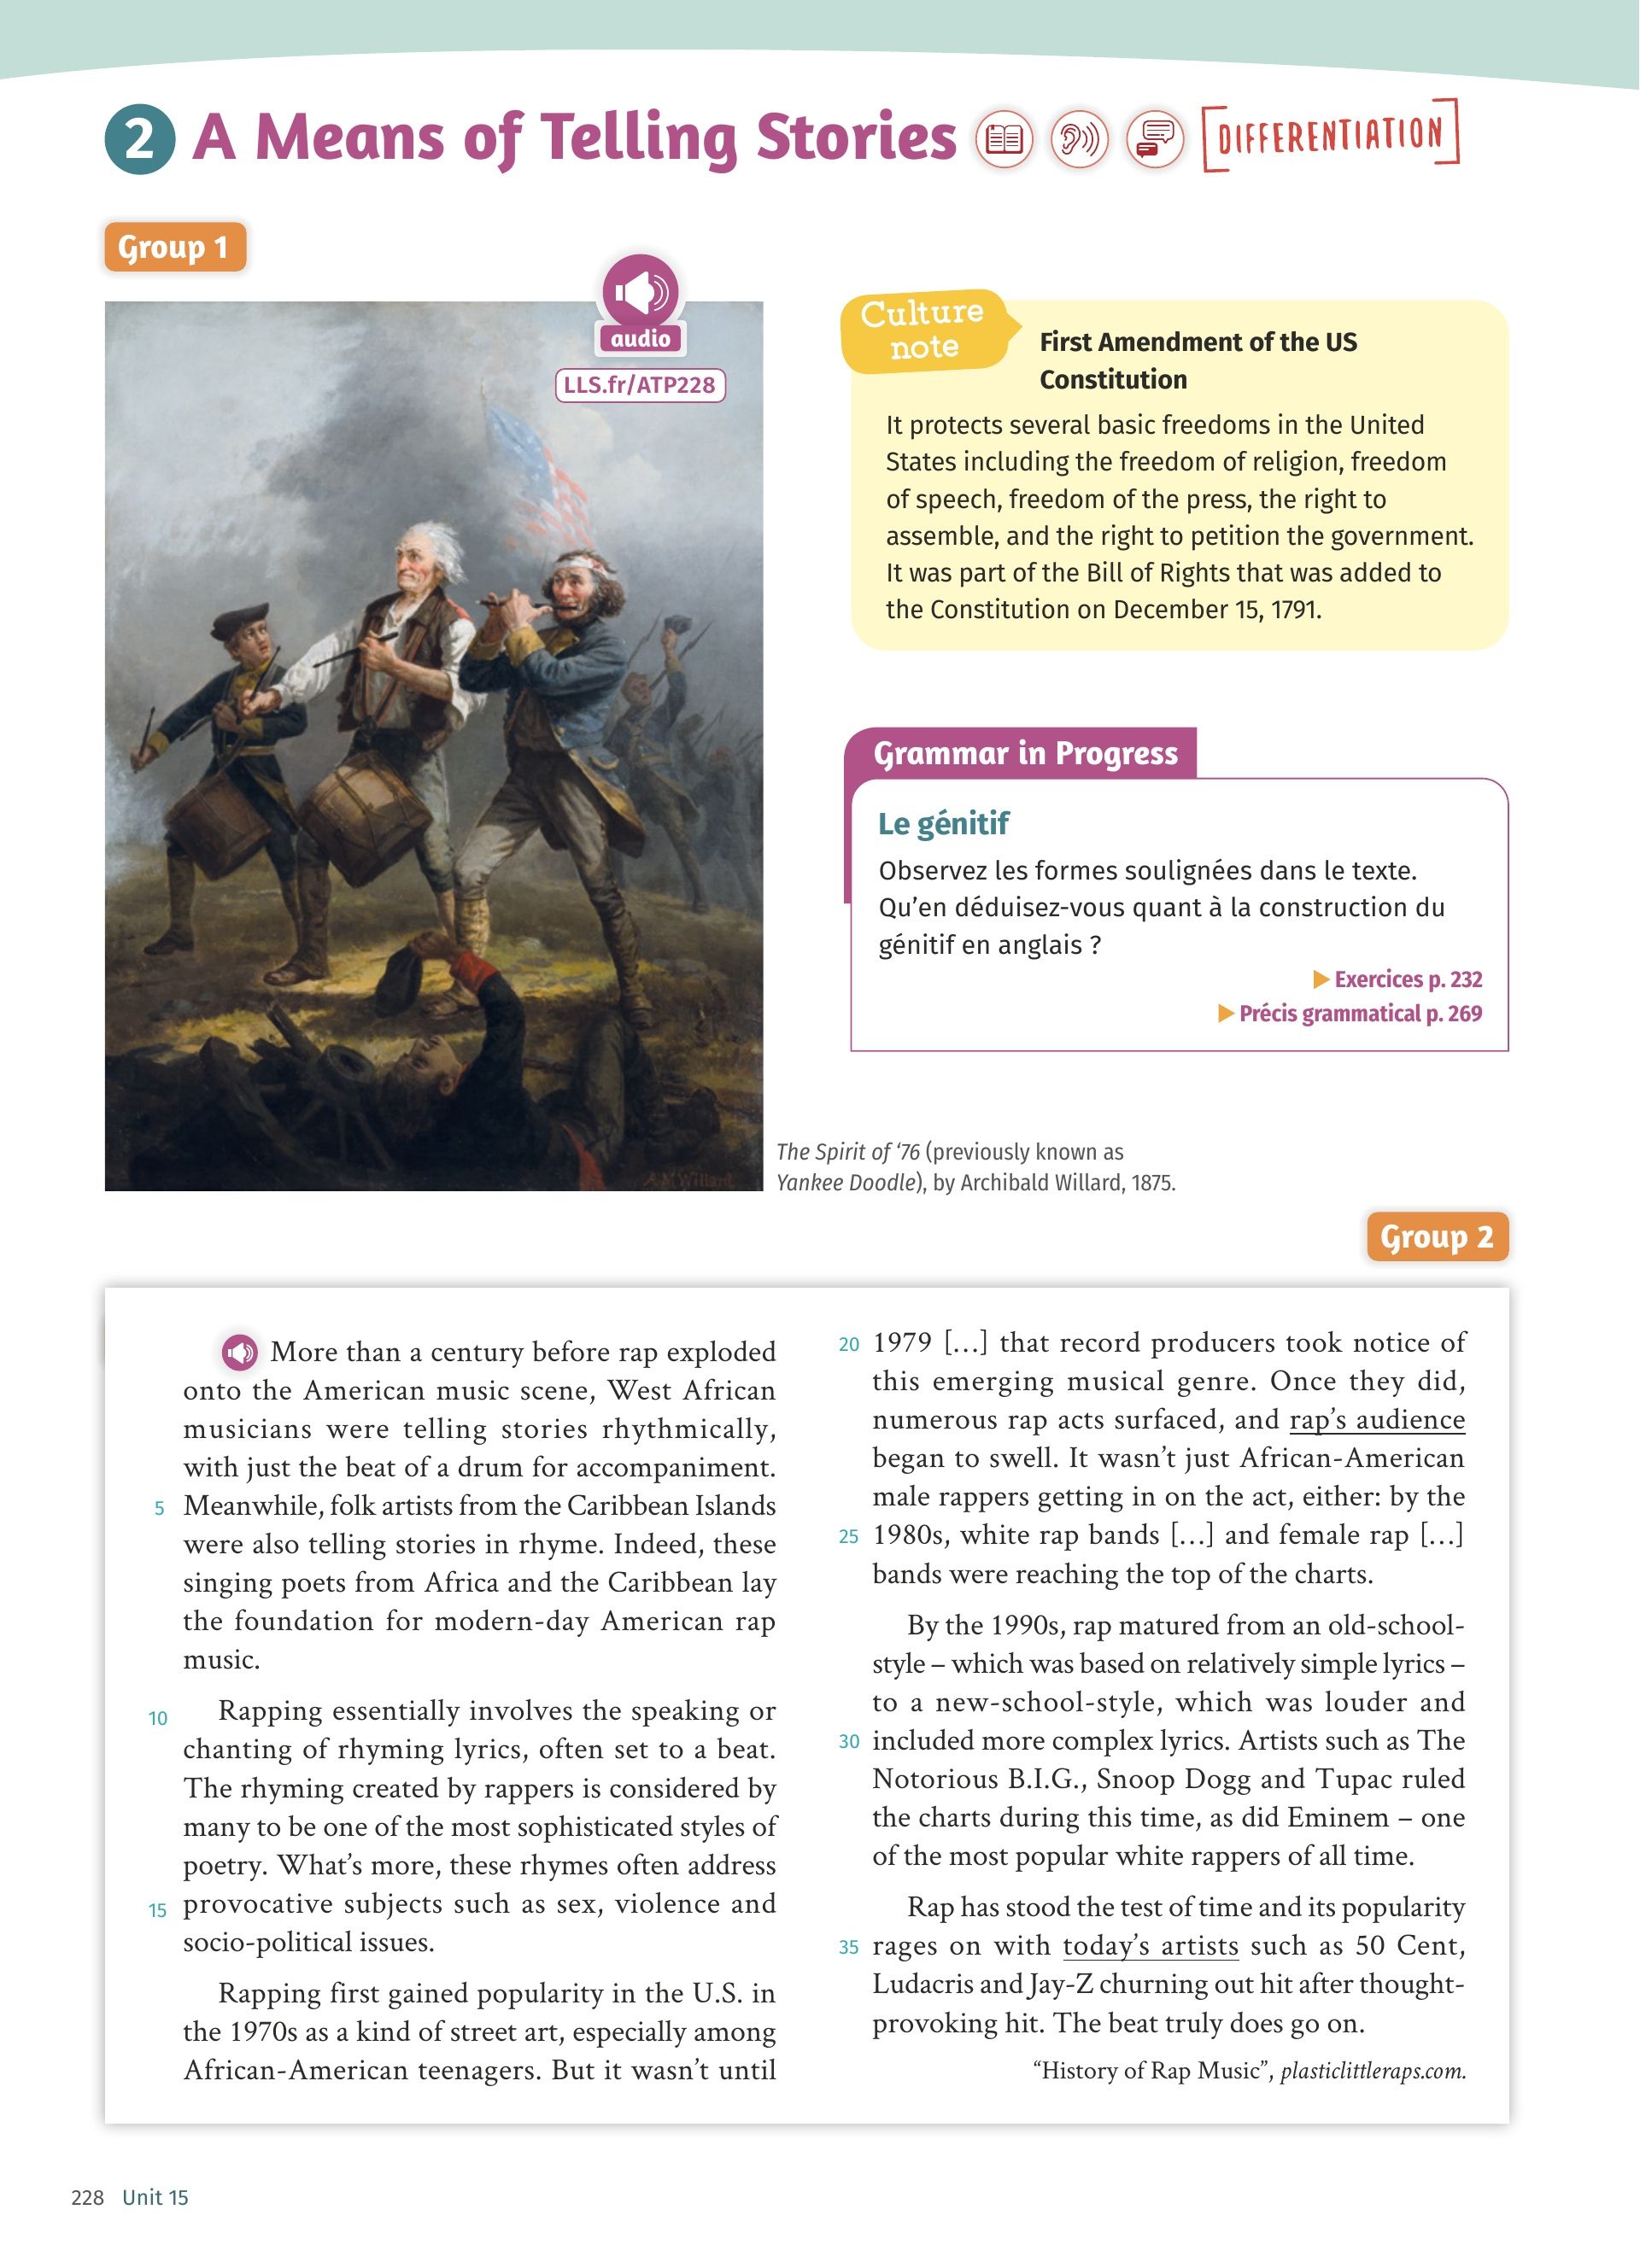 2 A Means of Telling Stories [DIFFERENTIATION]
Group 1
audio
LLS.fr/ATP228
A.M.Willard
The Spirit of ‘76 (previously known as
Yankee Doodle), by Archibald Willard, 1875.
Culture
note
First Amendment of the US
Constitution
It protects several basic freedoms in the United
States including the freedom of religion, freedom
of speech, freedom of the press, the right to
assemble, and the right to petition the government.
It was part of the Bill of Rights that was added to
the Constitution on December 15, 1791.
Grammar in Progress
Le génitif
Observez les formes soulignées dans le texte.
Qu’en déduisez-vous quant à la construction du
génitif en anglais ?
▶ Exercices p. 232
▶ Précis grammatical p. 269
Group 2
More than a century before rap exploded
onto the American music scene, West African
musicians were telling stories rhythmically,
with just the beat of a drum for accompaniment.
5 Meanwhile, folk artists from the Caribbean Islands
were also telling stories in rhyme. Indeed, these
singing poets from Africa and the Caribbean lay
the foundation for modern-day American rap
music.
10 Rapping essentially involves the speaking or
chanting of rhyming lyrics, often set to a beat.
The rhyming created by rappers is considered by
many to be one of the most sophisticated styles of
poetry. What’s more, these rhymes often address
15 provocative subjects such as sex, violence and
socio-political issues.
Rapping first gained popularity in the U.S. in
the 1970s as a kind of street art, especially among
African-American teenagers. But it wasn’t until
20 1979 […] that record producers took notice of
this emerging musical genre. Once they did,
numerous rap acts surfaced, and rap’s audience
began to swell. It wasn’t just African-American
male rappers getting in on the act, either: by the
25 1980s, white rap bands […] and female rap […]
bands were reaching the top of the charts.
By the 1990s, rap matured from an old-school-
style – which was based on relatively simple lyrics –
to a new-school-style, which was louder and
30 included more complex lyrics. Artists such as The
Notorious B.I.G., Snoop Dogg and Tupac ruled
the charts during this time, as did Eminem – one
of the most popular white rappers of all time.
Rap has stood the test of time and its popularity
35 rages on with today’s artists such as 50 Cent,
Ludacris and Jay-Z churning out hit after thought-
provoking hit. The beat truly does go on.
“History of Rap Music”, plasticlittleraps.com.
228 Unit 15